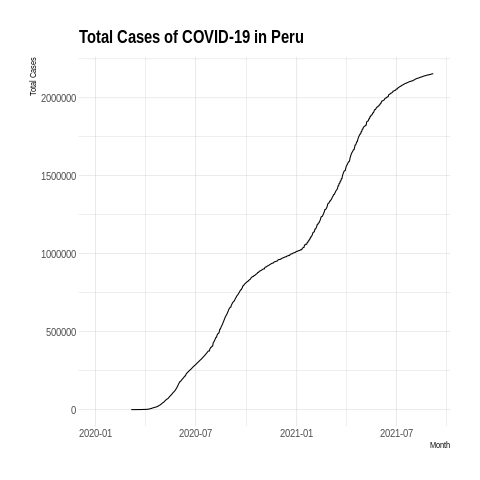 Total Cases of COVID-19 in Peru
Total Cases
2000000
1500000
1000000
500000
0
2020-01 2020-07 2021-01 2021-07
Month